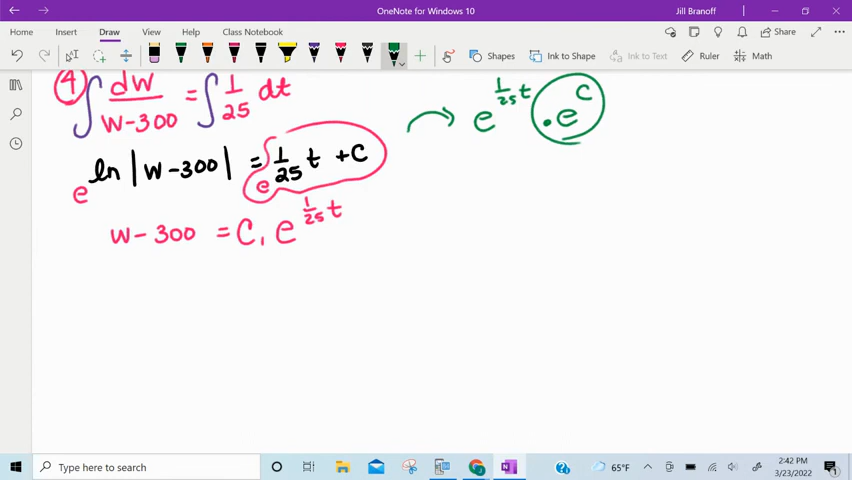 OneNote for Windows 10
Jill Branoff
Home Insert Draw View Help Class Notebook
Share
Shapes Ink to Shape Ink to Text Ruler Math
④ ∫ dW/(W-300) = ∫ 1/25 dt
e^(1/25 t) · e^C
e^(ln |W-300|) = e^(1/25 t + C)
W - 300 = C₁ e^(1/25 t)
Type here to search
65°F
2:42 PM
3/23/2022